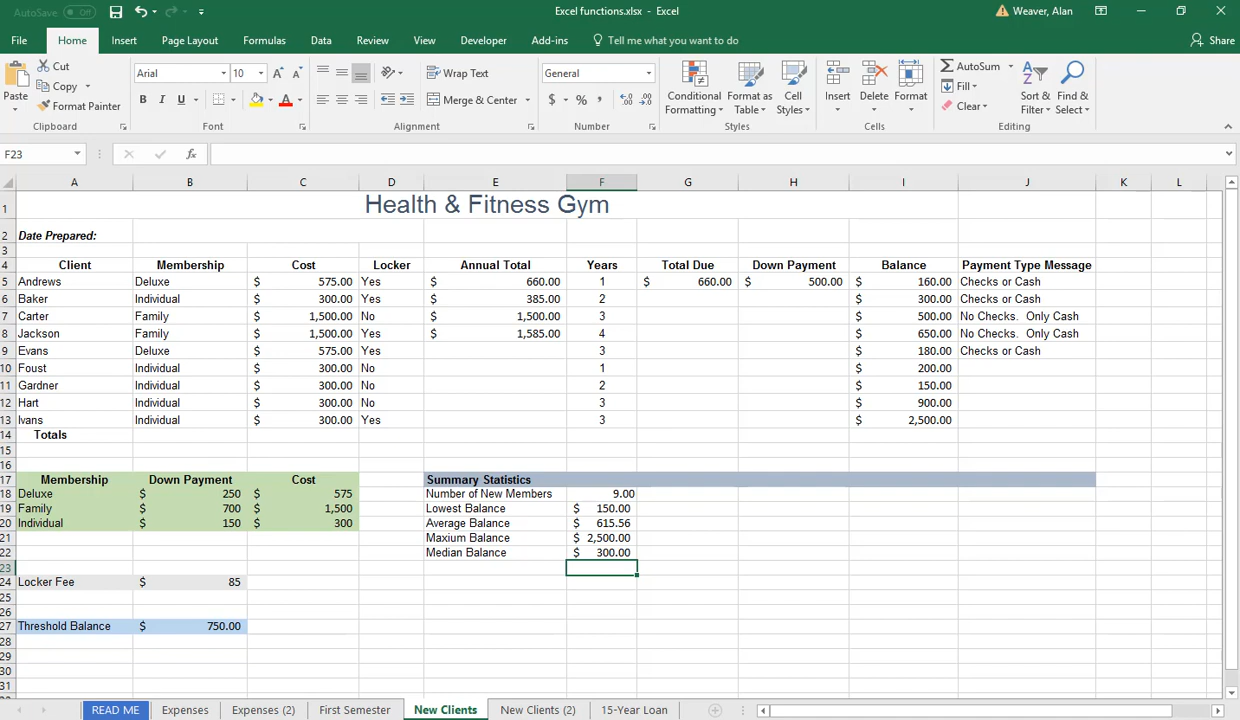 AutoSave Off Excel functions.xlsx - Excel Weaver, Alan
File Home Insert Page Layout Formulas Data Review View Developer Add-ins Tell me what you want to do Share
Paste Cut Copy Format Painter Arial 10 Wrap Text Merge & Center General Conditional Formatting Format as Table Cell Styles Insert Delete Format AutoSum Fill Clear Sort & Filter Find & Select
Clipboard Font Alignment Number Styles Cells Editing
F23 fx
A B C D E F G H I J K L
1 Health & Fitness Gym
2 Date Prepared:
3
4 Client Membership Cost Locker Annual Total Years Total Due Down Payment Balance Payment Type Message
5 Andrews Deluxe $ 575.00 Yes $ 660.00 1 $ 660.00 $ 500.00 $ 160.00 Checks or Cash
6 Baker Individual $ 300.00 Yes $ 385.00 2 $ 300.00 Checks or Cash
7 Carter Family $ 1,500.00 No $ 1,500.00 3 $ 500.00 No Checks. Only Cash
8 Jackson Family $ 1,500.00 Yes $ 1,585.00 4 $ 650.00 No Checks. Only Cash
9 Evans Deluxe $ 575.00 Yes 3 $ 180.00 Checks or Cash
10 Foust Individual $ 300.00 No 1 $ 200.00
11 Gardner Individual $ 300.00 No 2 $ 150.00
12 Hart Individual $ 300.00 No 3 $ 900.00
13 Ivans Individual $ 300.00 Yes 3 $ 2,500.00
14 Totals
15
16
17 Membership Down Payment Cost Summary Statistics
18 Deluxe $ 250 $ 575 Number of New Members 9.00
19 Family $ 700 $ 1,500 Lowest Balance $ 150.00
20 Individual $ 150 $ 300 Average Balance $ 615.56
21 Maxium Balance $ 2,500.00
22 Median Balance $ 300.00
23
24 Locker Fee $ 85
25
26
27 Threshold Balance $ 750.00
28
29
30
31
READ ME Expenses Expenses (2) First Semester New Clients New Clients (2) 15-Year Loan